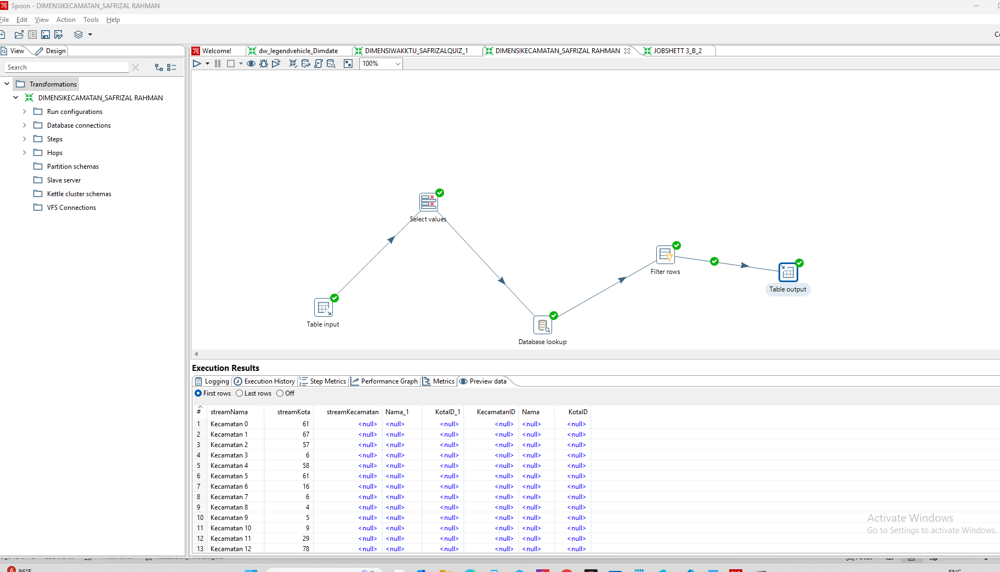 Spoon - DIMENSIKECAMATAN_SAFRIZAL RAHMAN
File Edit View Action Tools Help
View Design
Welcome! dw_legendvehicle_Dimdate DIMENSIWAKKTU_SAFRIZALQUIZ_1 DIMENSIKECAMATAN_SAFRIZAL RAHMAN JOBSHETT 3_B_2
Search
100%
Transformations
DIMENSIKECAMATAN_SAFRIZAL RAHMAN
Run configurations
Database connections
Steps
Hops
Partition schemas
Slave server
Kettle cluster schemas
VFS Connections
Select values
Filter rows
Table output
Table input
Database lookup
Execution Results
Logging Execution History Step Metrics Performance Graph Metrics Preview data
First rows Last rows Off
# streamNama streamKota streamKecamatan Nama_1 KotaID_1 KecamatanID Nama KotaID
1 Kecamatan 0 61 <null> <null> <null> <null> <null> <null>
2 Kecamatan 1 67 <null> <null> <null> <null> <null> <null>
3 Kecamatan 2 57 <null> <null> <null> <null> <null> <null>
4 Kecamatan 3 6 <null> <null> <null> <null> <null> <null>
5 Kecamatan 4 58 <null> <null> <null> <null> <null> <null>
6 Kecamatan 5 61 <null> <null> <null> <null> <null> <null>
7 Kecamatan 6 16 <null> <null> <null> <null> <null> <null>
8 Kecamatan 7 6 <null> <null> <null> <null> <null> <null>
9 Kecamatan 8 4 <null> <null> <null> <null> <null> <null>
10 Kecamatan 9 5 <null> <null> <null> <null> <null> <null>
11 Kecamatan 10 9 <null> <null> <null> <null> <null> <null>
12 Kecamatan 11 29 <null> <null> <null> <null> <null> <null>
13 Kecamatan 12 78 <null> <null> <null> <null> <null> <null>
Activate Windows
Go to Settings to activate Windows.
6 86°F
ENG